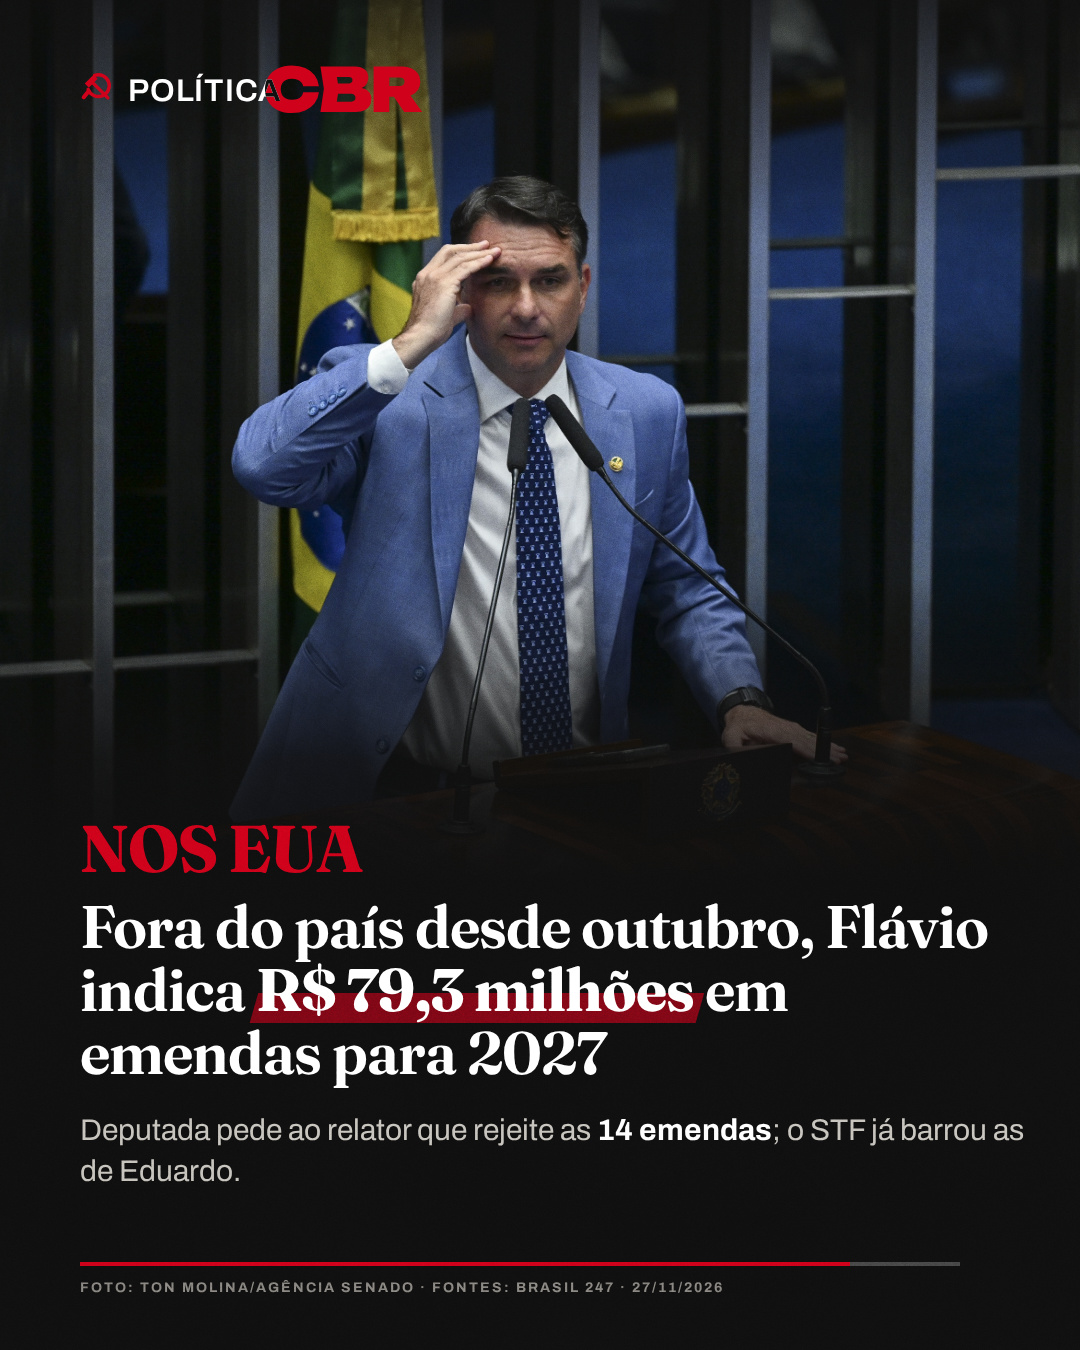 POLÍTICA CBR
NOS EUA
Fora do país desde outubro, Flávio
indica R$ 79,3 milhões em
emendas para 2027
Deputada pede ao relator que rejeite as 14 emendas; o STF já barrou as
de Eduardo.
FOTO: TON MOLINA/AGÊNCIA SENADO · FONTES: BRASIL 247 · 27/11/2026